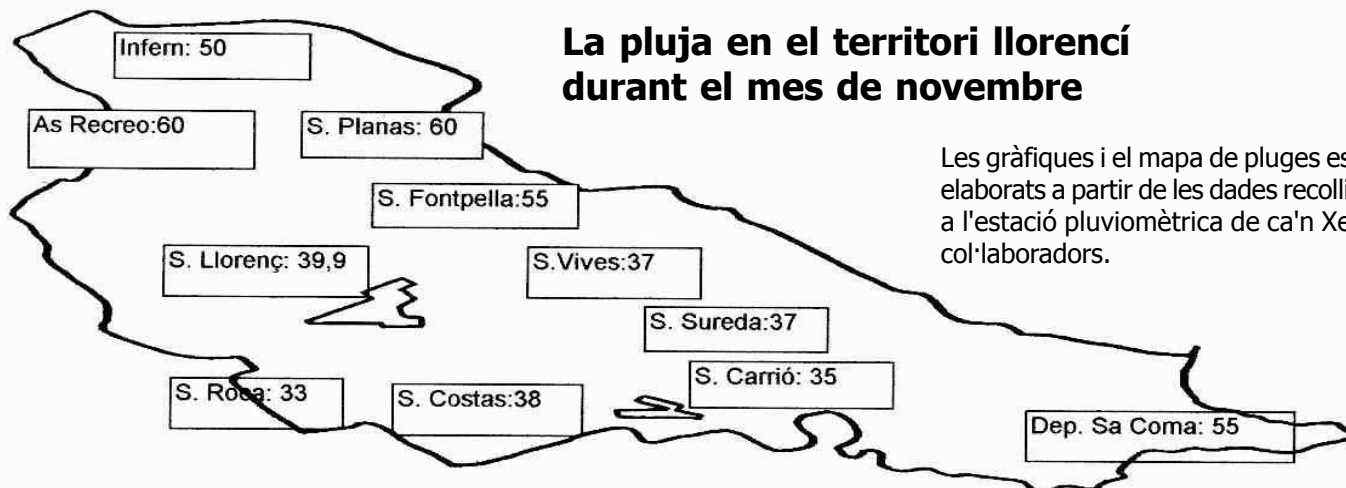 La pluja en el territori llorencí
durant el mes de novembre
Les gràfiques i el mapa de pluges es
elaborats a partir de les dades recolli
a l'estació pluviomètrica de ca'n Xe
col·laboradors.
Infern: 50
As Recreo:60
S. Planas: 60
S. Fontpella:55
S. Llorenç: 39,9
S.Vives:37
S. Sureda:37
S. Carrió: 35
S. Roca: 33
S. Costas:38
Dep. Sa Coma: 55